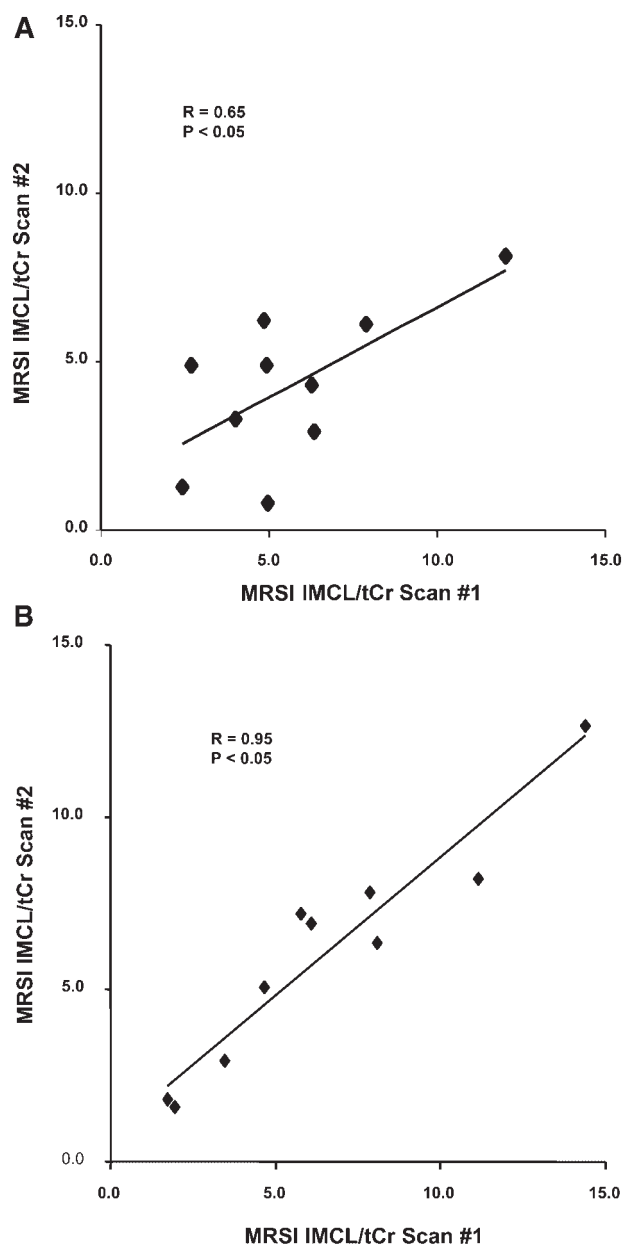 A
15.0
R = 0.65
P < 0.05
10.0
MRSI IMCL/tCr Scan #2
5.0
0.0
0.0 5.0 10.0 15.0
MRSI IMCL/tCr Scan #1
B
15.0
R = 0.95
P < 0.05
10.0
MRSI IMCL/tCr Scan #2
5.0
0.0
0.0 5.0 10.0 15.0
MRSI IMCL/tCr Scan #1